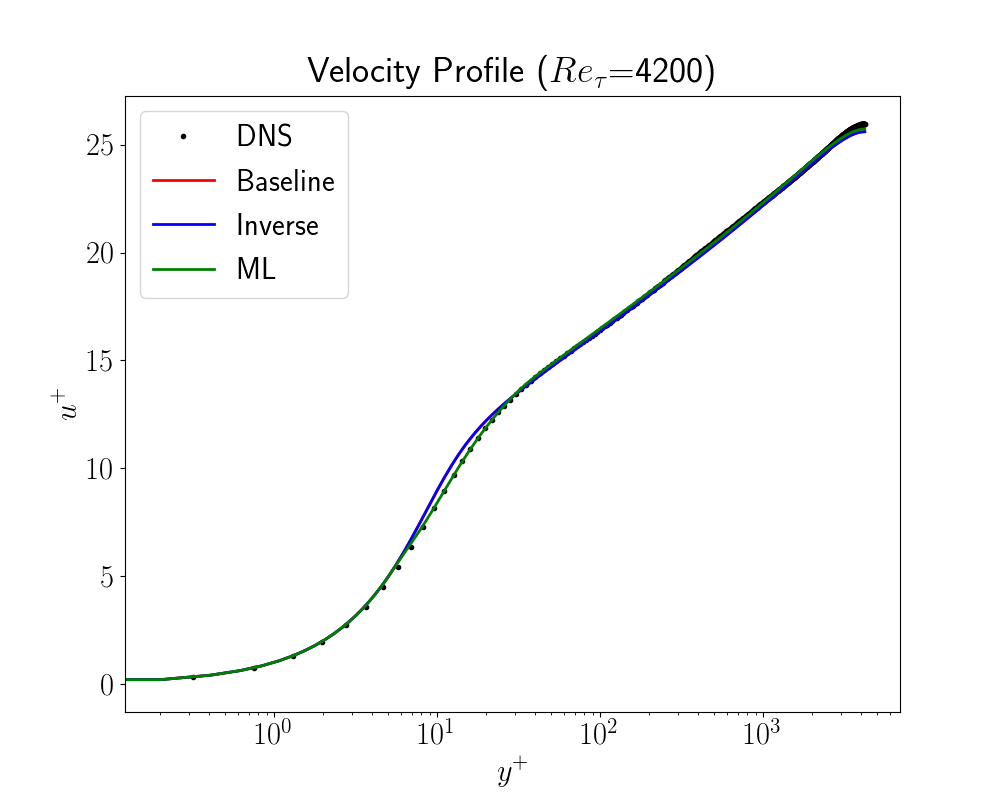 Velocity Profile (Re_τ=4200)
DNS
Baseline
Inverse
ML
25
20
15
10
5
0
u^+
10^0
10^1
10^2
10^3
y^+